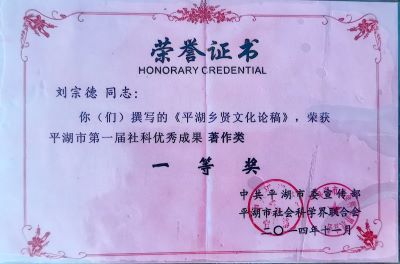 荣誉证书
HONORARY CREDENTIAL
刘宗德 同志：
你（们）撰写的《平湖乡贤文化论稿》，荣获
平湖市第一届社科优秀成果 著作类
一等奖
中共平湖市委宣传部
平湖市社会科学界联合会
二〇一四年十一月